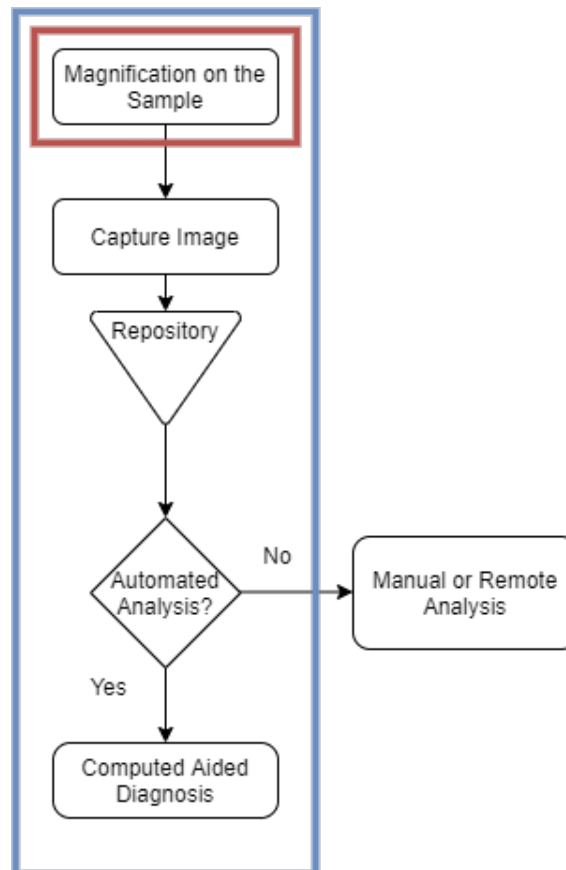 Magnification on the
Sample
Capture Image
Repository
Automated
Analysis?
No
Manual or Remote
Analysis
Yes
Computed Aided
Diagnosis